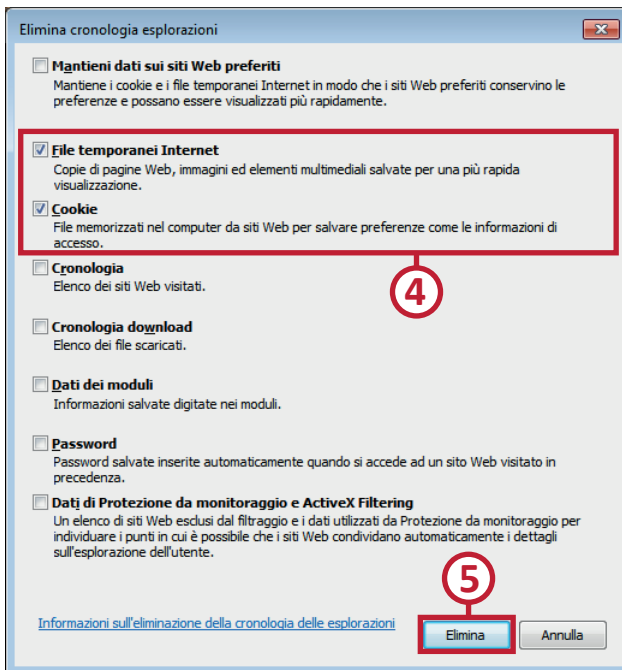 Elimina cronologia esplorazioni
Mantieni dati sui siti Web preferiti
Mantiene i cookie e i file temporanei Internet in modo che i siti Web preferiti conservino le
preferenze e possano essere visualizzati più rapidamente.
File temporanei Internet
Copie di pagine Web, immagini ed elementi multimediali salvate per una più rapida
visualizzazione.
Cookie
File memorizzati nel computer da siti Web per salvare preferenze come le informazioni di
accesso.
Cronologia
Elenco dei siti Web visitati.
4
Cronologia download
Elenco dei file scaricati.
Dati dei moduli
Informazioni salvate digitate nei moduli.
Password
Password salvate inserite automaticamente quando si accede ad un sito Web visitato in
precedenza.
Dati di Protezione da monitoraggio e ActiveX Filtering
Un elenco di siti Web esclusi dal filtraggio e i dati utilizzati da Protezione da monitoraggio per
individuare i punti in cui è possibile che i siti Web condividano automaticamente i dettagli
sull'esplorazione dell'utente.
5
Informazioni sull'eliminazione della cronologia delle esplorazioni
Elimina
Annulla